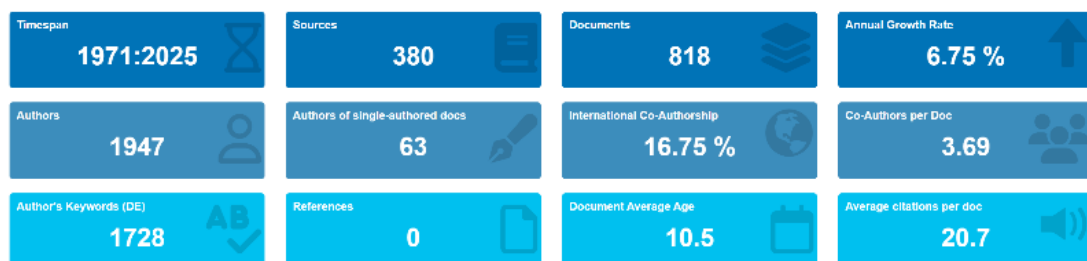 Timespan
1971:2025
Sources
380
Documents
818
Annual Growth Rate
6.75 %
Authors
1947
Authors of single-authored docs
63
International Co-Authorship
16.75 %
Co-Authors per Doc
3.69
Author's Keywords (DE)
1728
AB
References
0
Document Average Age
10.5
Average citations per doc
20.7